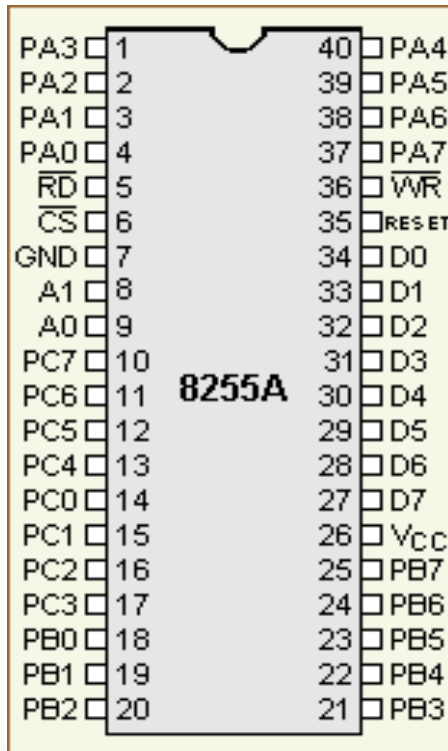 PA3 1 40 PA4
PA2 2 39 PA5
PA1 3 38 PA6
PA0 4 37 PA7
R̅D̅ 5 36 W̅R̅
C̅S̅ 6 35 RESET
GND 7 34 D0
A1 8 33 D1
A0 9 32 D2
PC7 10 31 D3
PC6 11 8255A 30 D4
PC5 12 29 D5
PC4 13 28 D6
PC0 14 27 D7
PC1 15 26 VCC
PC2 16 25 PB7
PC3 17 24 PB6
PB0 18 23 PB5
PB1 19 22 PB4
PB2 20 21 PB3